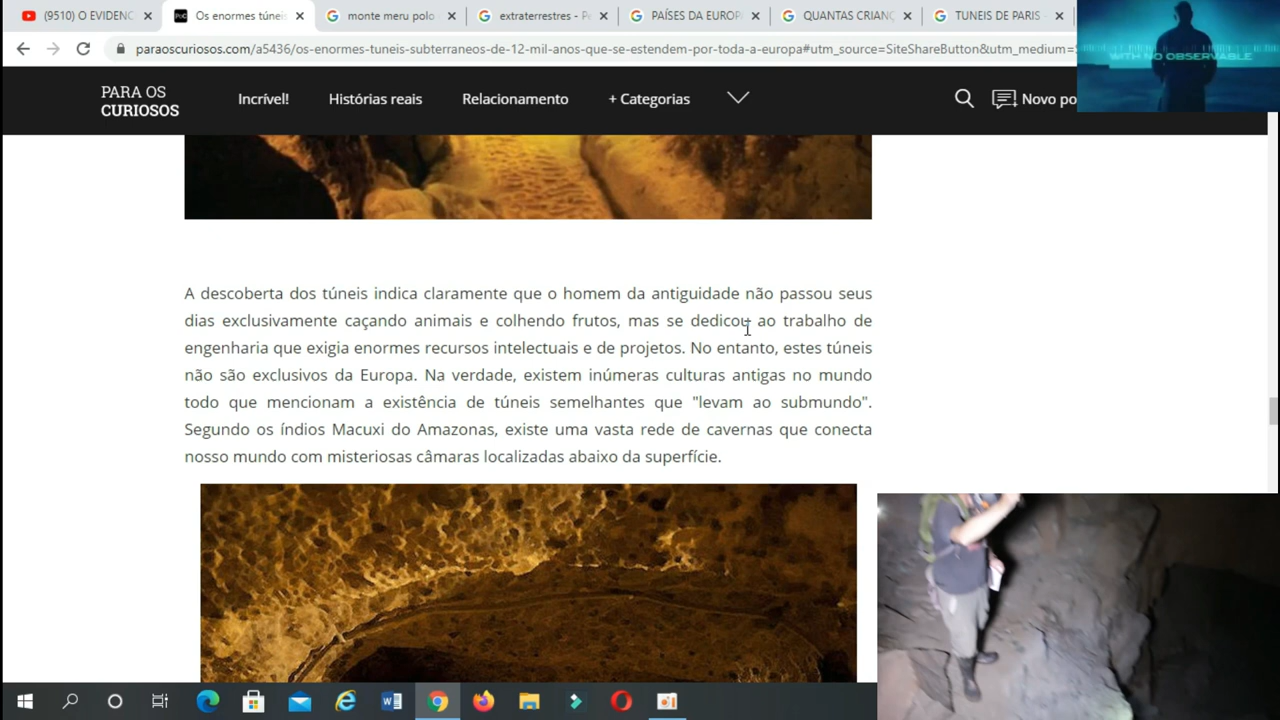 (9510) O EVIDENC
Os enormes túnei
monte meru polo
extraterrestres - Pe
PAÍSES DA EUROP
QUANTAS CRIANÇ
TUNEIS DE PARIS -
paraoscuriosos.com/a5436/os-enormes-tuneis-subterraneos-de-12-mil-anos-que-se-estendem-por-toda-a-europa#utm_source=SiteShareButton&utm_medium=
WITH NO OBSERVABLE
PARA OS
CURIOSOS
Incrível!
Histórias reais
Relacionamento
+ Categorias
Novo po
A descoberta dos túneis indica claramente que o homem da antiguidade não passou seus
dias exclusivamente caçando animais e colhendo frutos, mas se dedicou ao trabalho de
engenharia que exigia enormes recursos intelectuais e de projetos. No entanto, estes túneis
não são exclusivos da Europa. Na verdade, existem inúmeras culturas antigas no mundo
todo que mencionam a existência de túneis semelhantes que "levam ao submundo".
Segundo os índios Macuxi do Amazonas, existe uma vasta rede de cavernas que conecta
nosso mundo com misteriosas câmaras localizadas abaixo da superfície.